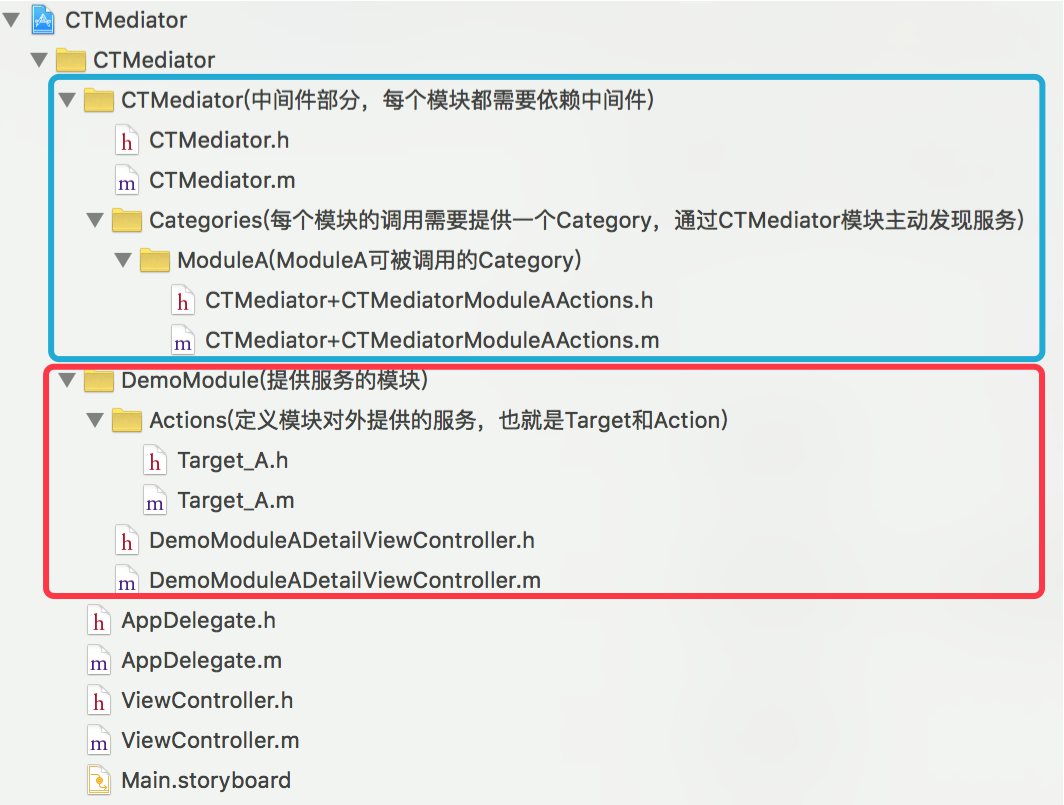 CTMediator
CTMediator
CTMediator(中间件部分，每个模块都需要依赖中间件)
h CTMediator.h
m CTMediator.m
Categories(每个模块的调用需要提供一个Category，通过CTMediator模块主动发现服务)
ModuleA(ModuleA可被调用的Category)
h CTMediator+CTMediatorModuleAActions.h
m CTMediator+CTMediatorModuleAActions.m
DemoModule(提供服务的模块)
Actions(定义模块对外提供的服务，也就是Target和Action)
h Target_A.h
m Target_A.m
h DemoModuleADetailViewController.h
m DemoModuleADetailViewController.m
h AppDelegate.h
m AppDelegate.m
h ViewController.h
m ViewController.m
Main.storyboard